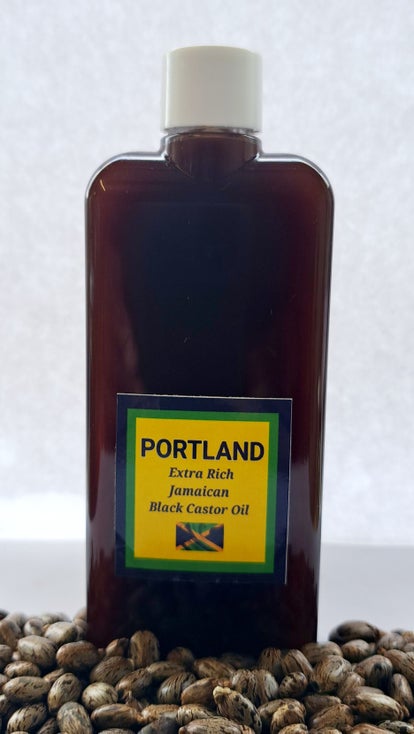 PORTLAND
Extra Rich
Jamaican
Black Castor Oil